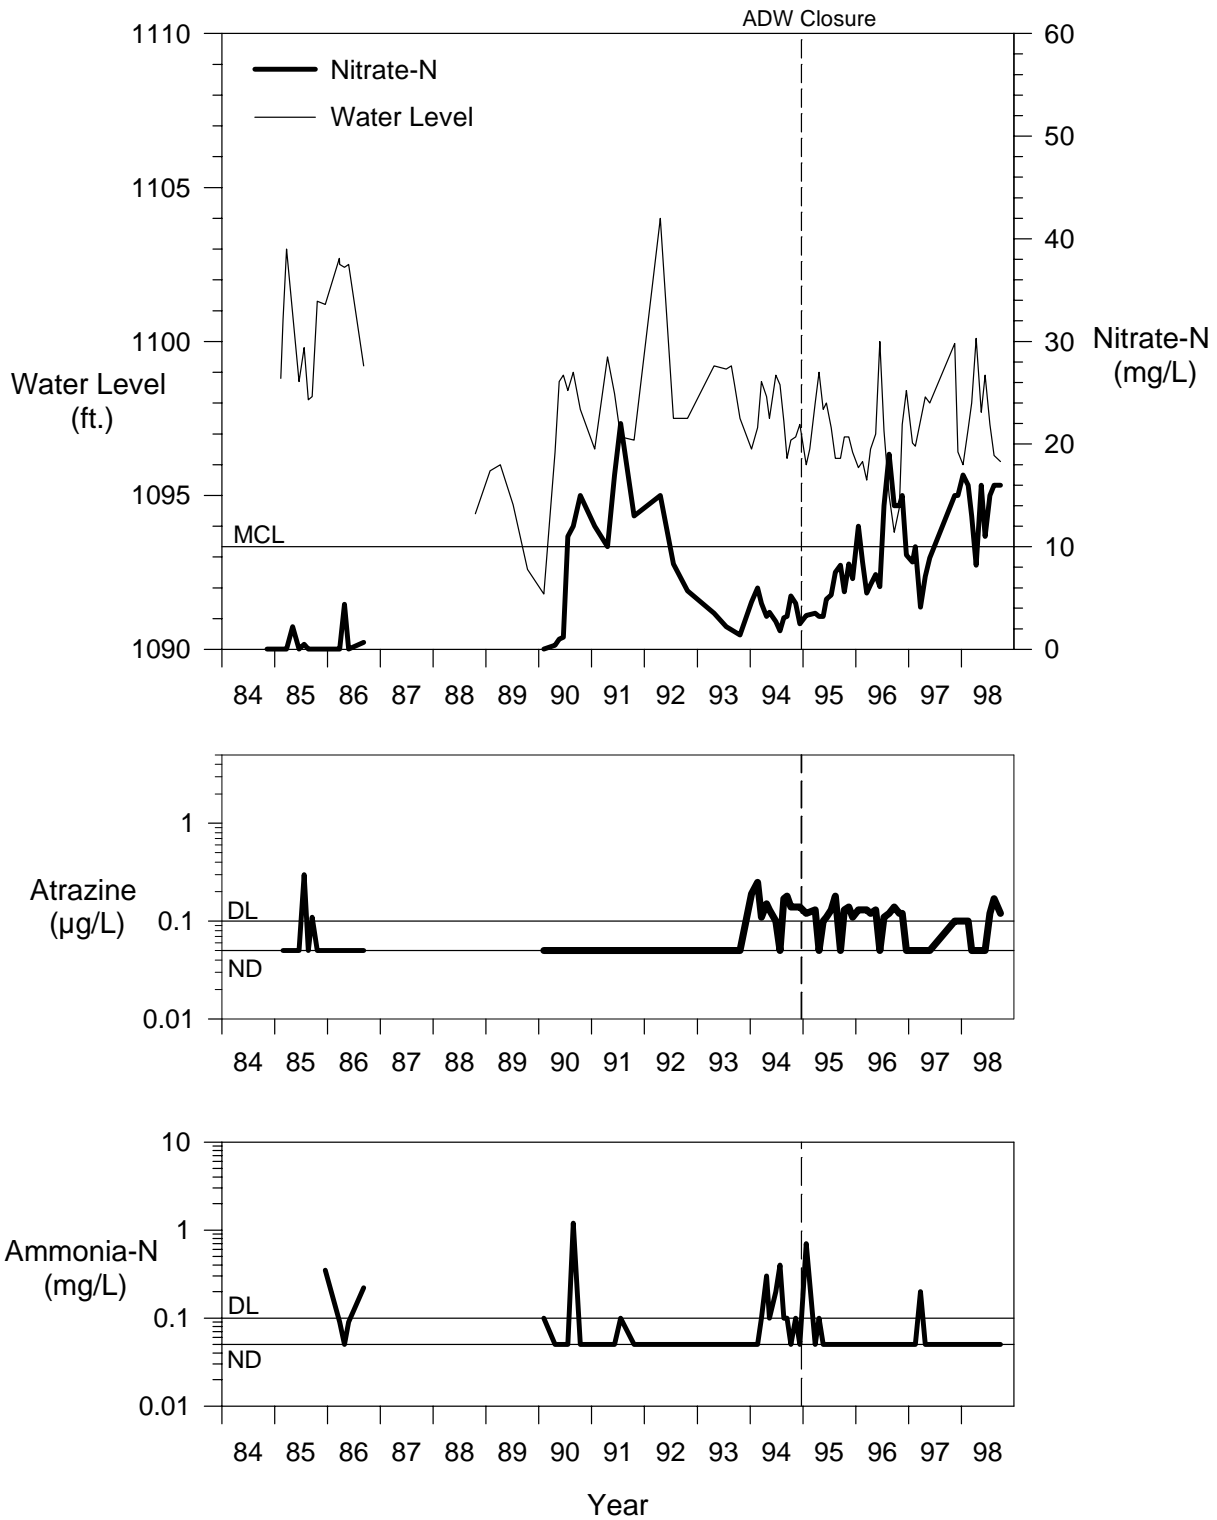 ADW Closure
1110
1105
1100
1095
1090
Water Level
(ft.)
Nitrate-N
Water Level
MCL
60
50
40
30
20
10
0
Nitrate-N
(mg/L)
84 85 86 87 88 89 90 91 92 93 94 95 96 97 98
1
0.1
0.01
Atrazine
(µg/L)
DL
ND
84 85 86 87 88 89 90 91 92 93 94 95 96 97 98
10
1
0.1
0.01
Ammonia-N
(mg/L)
DL
ND
84 85 86 87 88 89 90 91 92 93 94 95 96 97 98
Year